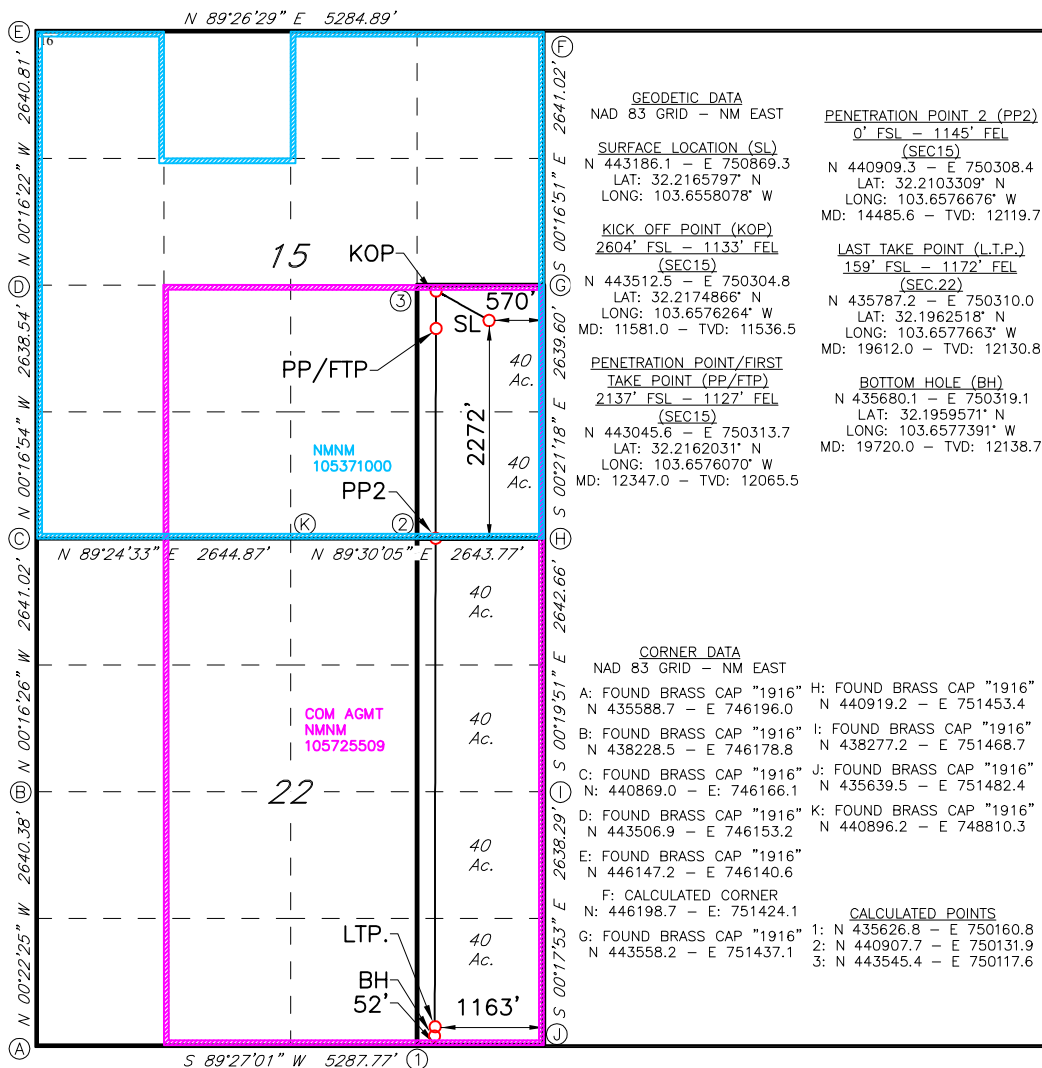 N 89°26'29" E 5284.89'
E
16
F
N 00°16'22" W 2640.81'
S 00°16'51" E 2641.02'
15
KOP
D
3
G
570'
SL
PP/FTP
40
Ac.
2272'
N 00°16'54" W 2638.54'
S 00°21'18" E 2639.60'
NMNM
105371000
40
Ac.
PP2
K
2
C
H
N 89°24'33" E 2644.87'
N 89°30'05" E 2643.77'
40
Ac.
N 00°16'26" W 2641.02'
S 00°19'51" E 2642.66'
COM AGMT
NMNM
105725509
40
Ac.
B
22
I
40
Ac.
N 00°22'25" W 2640.38'
S 00°17'53" E 2638.29'
LTP.
40
Ac.
BH
52'
1163'
A
J
S 89°27'01" W 5287.77'
1
GEODETIC DATA
NAD 83 GRID – NM EAST
SURFACE LOCATION (SL)
N 443186.1 – E 750869.3
LAT: 32.2165797° N
LONG: 103.6558078° W
KICK OFF POINT (KOP)
2604' FSL – 1133' FEL
(SEC15)
N 443512.5 – E 750304.8
LAT: 32.2174866° N
LONG: 103.6576264° W
MD: 11581.0 – TVD: 11536.5
PENETRATION POINT/FIRST
TAKE POINT (PP/FTP)
2137' FSL – 1127' FEL
(SEC15)
N 443045.6 – E 750313.7
LAT: 32.2162031° N
LONG: 103.6576070° W
MD: 12347.0 – TVD: 12065.5
PENETRATION POINT 2 (PP2)
0' FSL – 1145' FEL
(SEC15)
N 440909.3 – E 750308.4
LAT: 32.2103309° N
LONG: 103.6576676° W
MD: 14485.6 – TVD: 12119.7
LAST TAKE POINT (L.T.P.)
159' FSL – 1172' FEL
(SEC.22)
N 435787.2 – E 750310.0
LAT: 32.1962518° N
LONG: 103.6577663° W
MD: 19612.0 – TVD: 12130.8
BOTTOM HOLE (BH)
N 435680.1 – E 750319.1
LAT: 32.1959571° N
LONG: 103.6577391° W
MD: 19720.0 – TVD: 12138.7
CORNER DATA
NAD 83 GRID – NM EAST
A: FOUND BRASS CAP "1916"
N 435588.7 – E 746196.0
B: FOUND BRASS CAP "1916"
N 438228.5 – E 746178.8
C: FOUND BRASS CAP "1916"
N: 440869.0 – E: 746166.1
D: FOUND BRASS CAP "1916"
N 443506.9 – E 746153.2
E: FOUND BRASS CAP "1916"
N 446147.2 – E 746140.6
F: CALCULATED CORNER
N: 446198.7 – E: 751424.1
G: FOUND BRASS CAP "1916"
N 443558.2 – E 751437.1
H: FOUND BRASS CAP "1916"
N 440919.2 – E 751453.4
I: FOUND BRASS CAP "1916"
N 438277.2 – E 751468.7
J: FOUND BRASS CAP "1916"
N 435639.5 – E 751482.4
K: FOUND BRASS CAP "1916"
N 440896.2 – E 748810.3
CALCULATED POINTS
1: N 435626.8 – E 750160.8
2: N 440907.7 – E 750131.9
3: N 443545.4 – E 750117.6